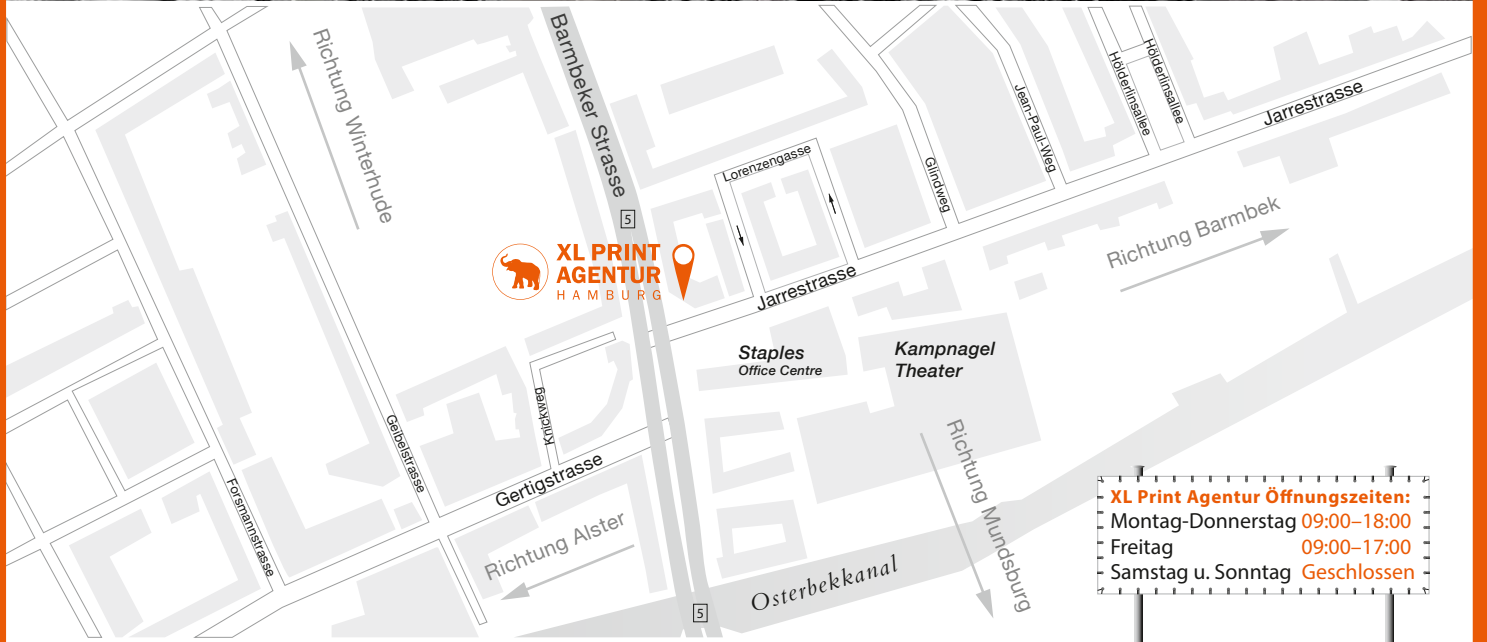 Barmbeker Strasse
Richtung Winterhude
Hölderlinsallee
Hölderlinsallee
Jean-Paul-Weg
Jarrestrasse
Lorenzengasse
Glindweg
5
Richtung Barmbek
XL PRINT
AGENTUR
HAMBURG
Jarrestrasse
Staples
Office Centre
Kampnagel
Theater
Knickweg
Geibelstrasse
Gertigstrasse
Forsmannstrasse
Richtung Alster
Richtung Mundsburg
Osterbekkanal
5
XL Print Agentur Öffnungszeiten:
Montag-Donnerstag 09:00–18:00
Freitag 09:00–17:00
Samstag u. Sonntag Geschlossen